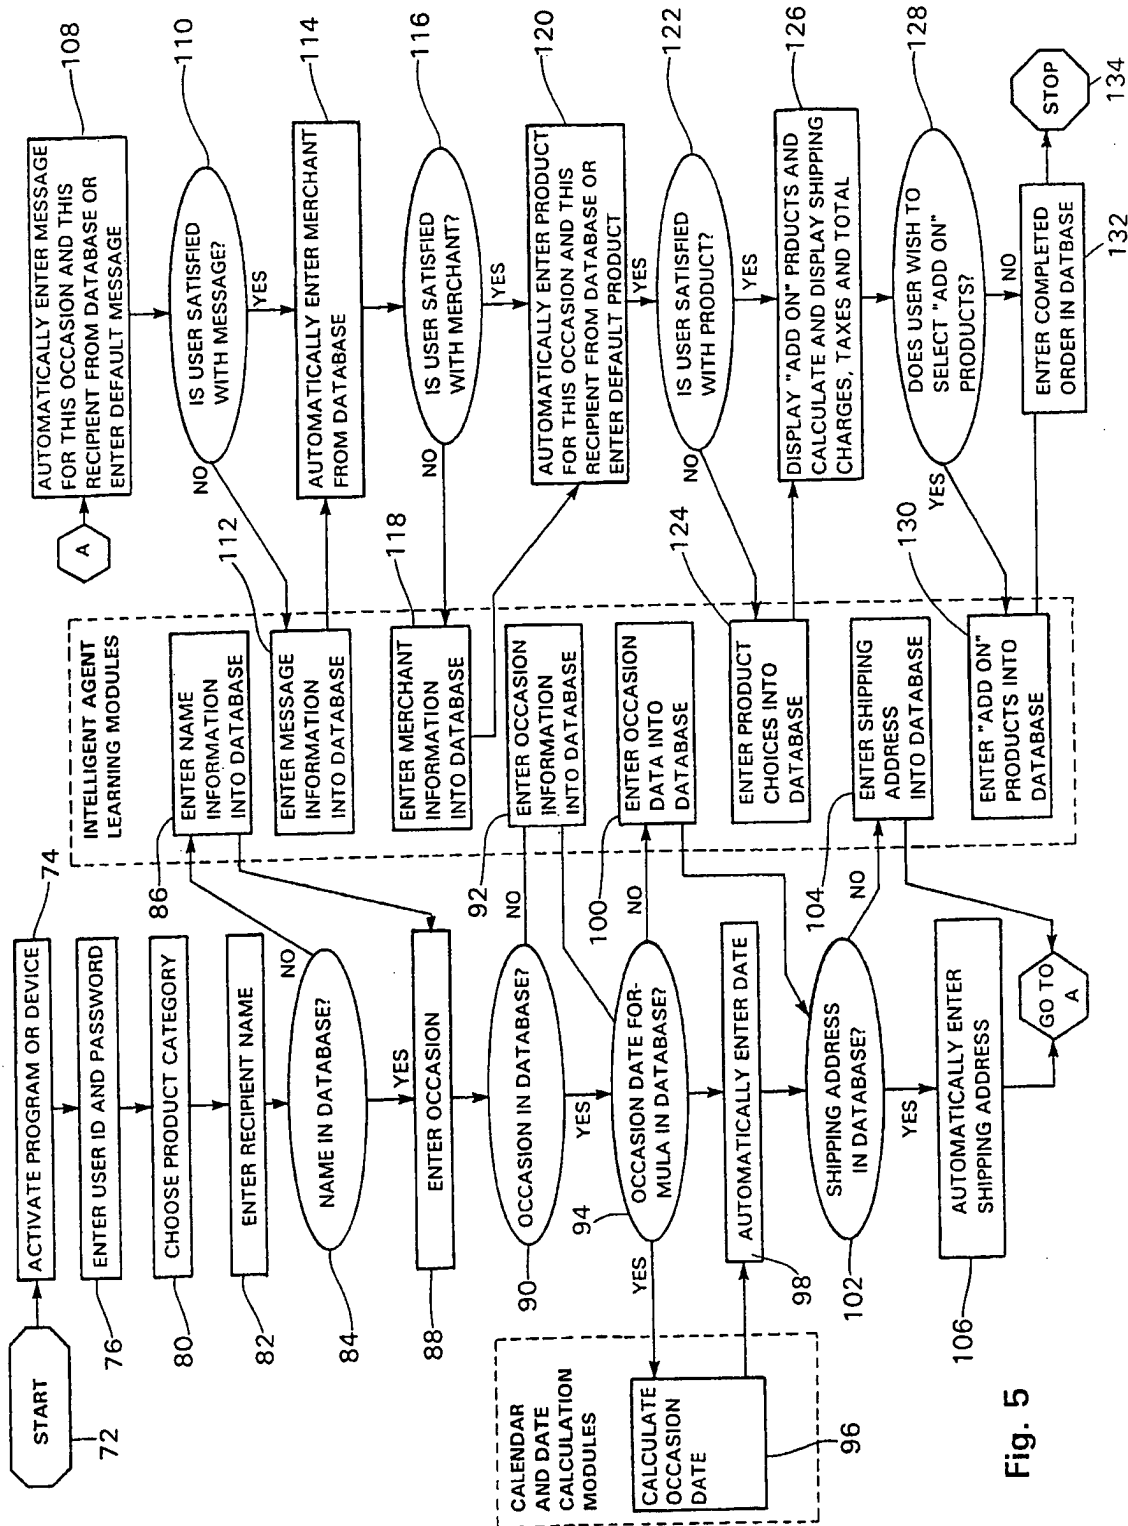 START
72
ACTIVATE PROGRAM OR DEVICE
74
ENTER USER ID AND PASSWORD
76
CHOOSE PRODUCT CATEGORY
80
ENTER RECIPIENT NAME
82
NAME IN DATABASE?
84
NO
YES
ENTER OCCASION
88
OCCASION IN DATABASE?
90
NO
YES
OCCASION DATE FOR-
MULA IN DATABASE?
94
NO
YES
CALENDAR
AND DATE
CALCULATION
MODULES
CALCULATE
OCCASION
DATE
96
AUTOMATICALLY ENTER DATE
98
SHIPPING ADDRESS
IN DATABASE?
102
NO
YES
AUTOMATICALLY ENTER
SHIPPING ADDRESS
106
GO TO
A
INTELLIGENT AGENT
LEARNING MODULES
ENTER NAME
INFORMATION
INTO DATABASE
86
ENTER MESSAGE
INFORMATION
INTO DATABASE
112
ENTER MERCHANT
INFORMATION
INTO DATABASE
118
ENTER OCCASION
INFORMATION
INTO DATABASE
92
ENTER OCCASION
DATA INTO
DATABASE
100
ENTER PRODUCT
CHOICES INTO
DATABASE
124
ENTER SHIPPING
ADDRESS
INTO DATABASE
104
ENTER "ADD ON"
PRODUCTS INTO
DATABASE
130
A
AUTOMATICALLY ENTER MESSAGE
FOR THIS OCCASION AND THIS
RECIPIENT FROM DATABASE OR
ENTER DEFAULT MESSAGE
108
IS USER SATISFIED
WITH MESSAGE?
110
NO
YES
AUTOMATICALLY ENTER MERCHANT
FROM DATABASE
114
IS USER SATISFIED
WITH MERCHANT?
116
NO
YES
AUTOMATICALLY ENTER PRODUCT
FOR THIS OCCASION AND THIS
RECIPIENT FROM DATABASE OR
ENTER DEFAULT PRODUCT
120
YES
IS USER SATISFIED
WITH PRODUCT?
122
NO
YES
DISPLAY "ADD ON" PRODUCTS AND
CALCULATE AND DISPLAY SHIPPING
CHARGES, TAXES AND TOTAL
126
DOES USER WISH TO
SELECT "ADD ON"
PRODUCTS?
128
YES
NO
ENTER COMPLETED
ORDER IN DATBASE
132
STOP
134
Fig. 5